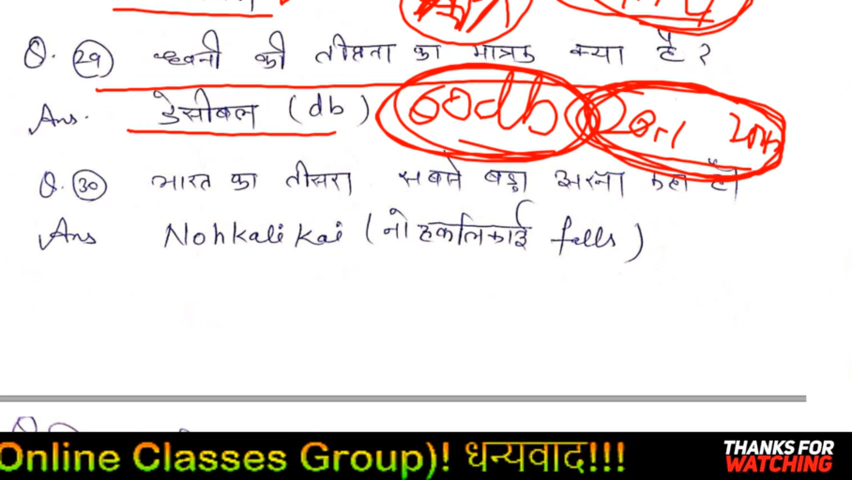 Q. 29 ध्वनी की तीव्रता का मात्रक क्या है ?
Ans. डेसीबल (db) 60db
Q. 30 भारत का तीसरा सबसे बड़ा झरना कहाँ है
Ans Nohkalikai (नोहकलिकाई falls)
Online Classes Group)! धन्यवाद!!!
THANKS FOR
WATCHING